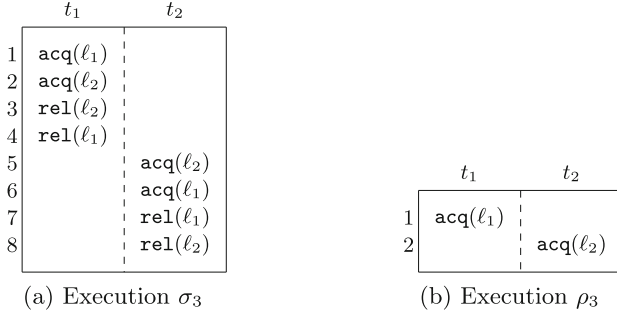 t₁ t₂
1 acq(ℓ₁)
2 acq(ℓ₂)
3 rel(ℓ₂)
4 rel(ℓ₁)
5 acq(ℓ₂)
6 acq(ℓ₁)
7 rel(ℓ₁)
8 rel(ℓ₂)
(a) Execution σ₃
t₁ t₂
1 acq(ℓ₁)
2 acq(ℓ₂)
(b) Execution ρ₃